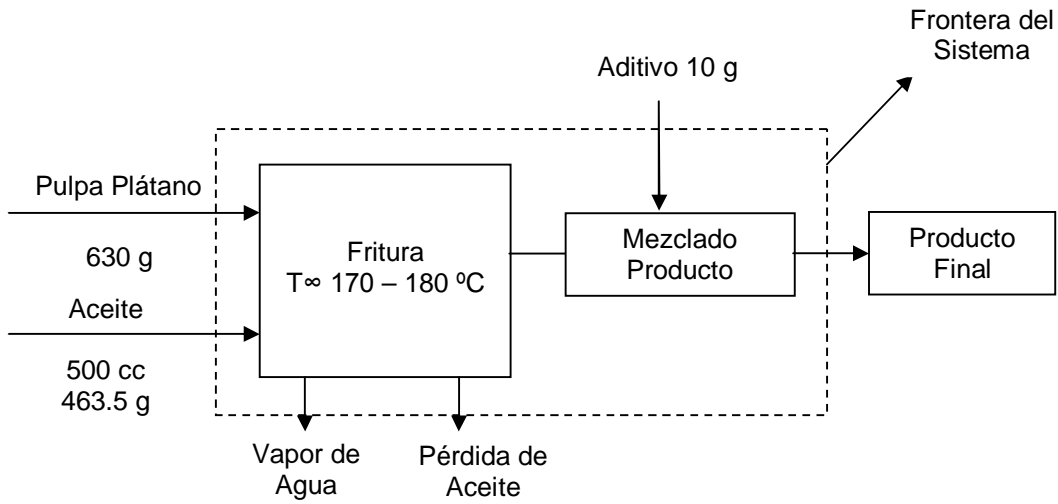 Frontera del
Sistema
Aditivo 10 g
Pulpa Plátano
630 g
Aceite
500 cc
463.5 g
Fritura
T∞ 170 – 180 ºC
Mezclado
Producto
Producto
Final
Vapor de
Agua
Pérdida de
Aceite